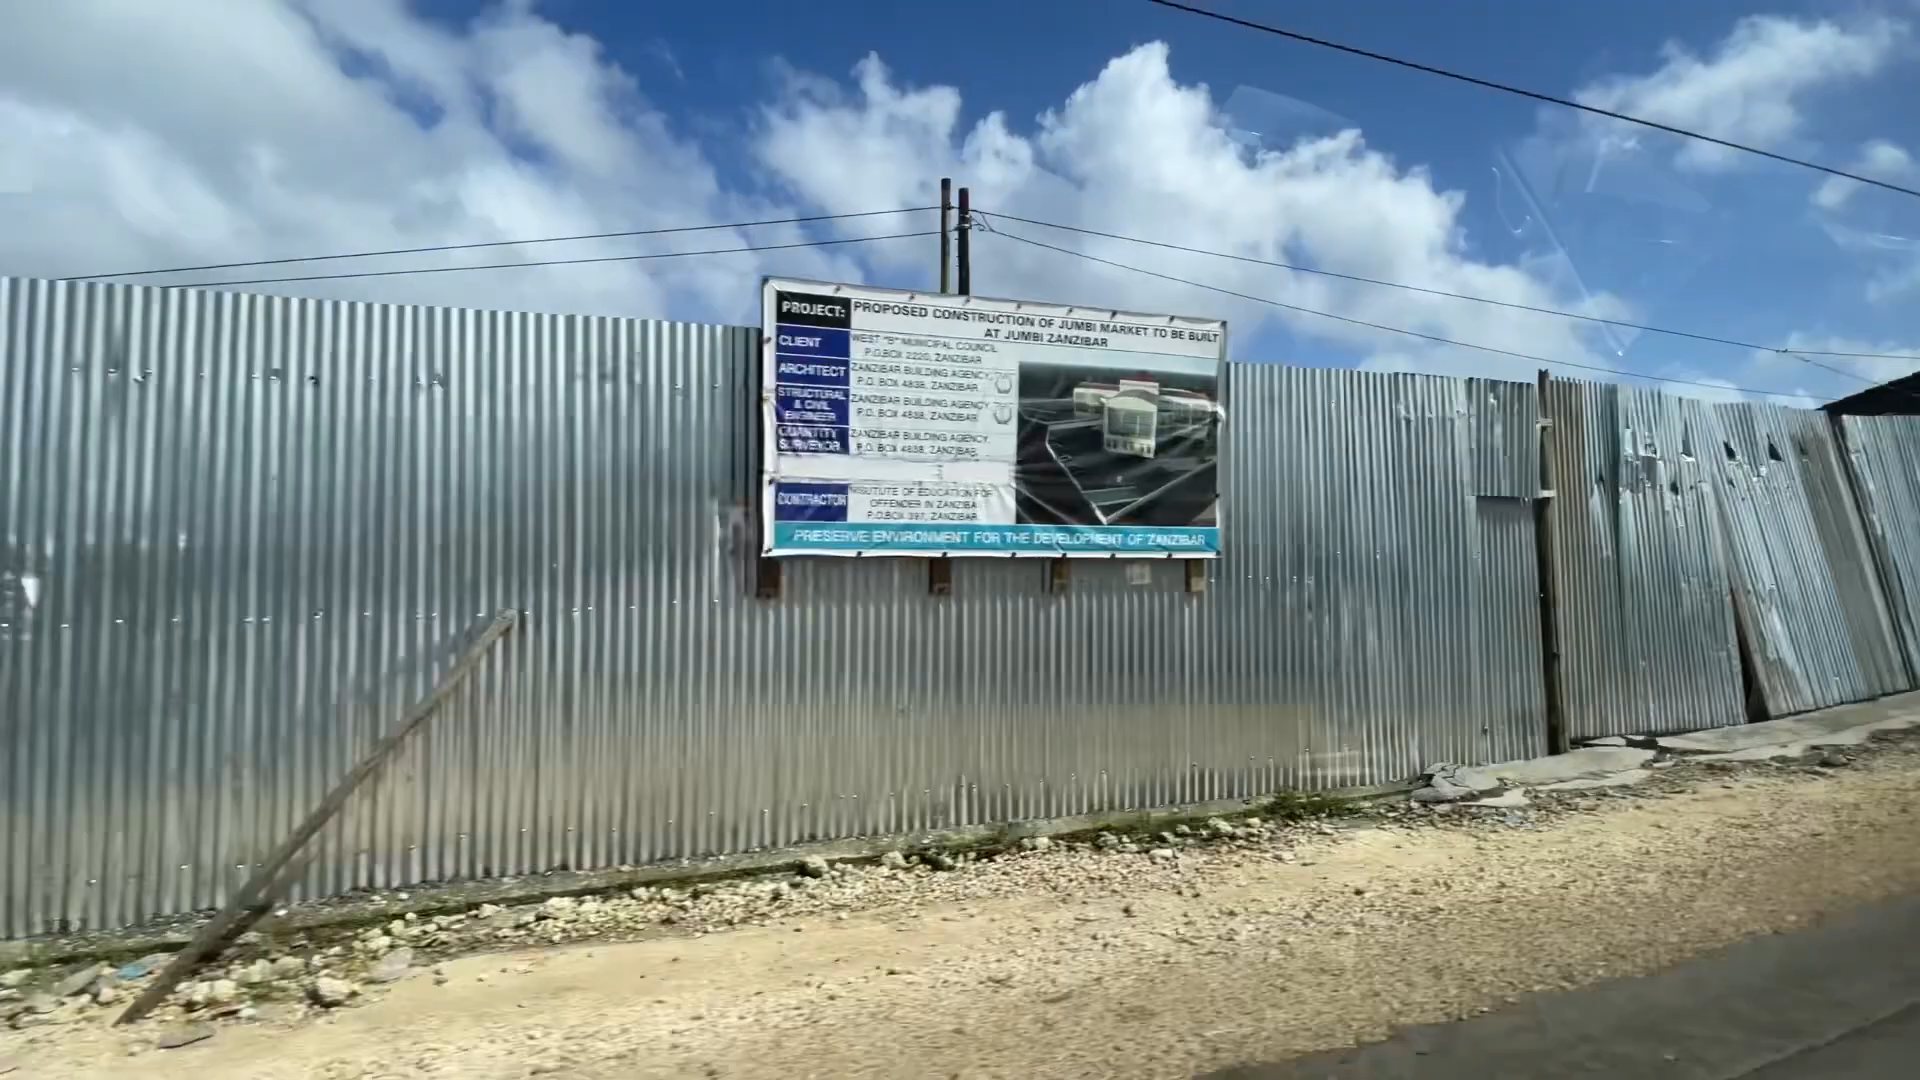 PROJECT: PROPOSED CONSTRUCTION OF JUMBI MARKET TO BE BUILT
AT JUMBI ZANZIBAR
CLIENT WEST "B" MUNICIPAL COUNCIL
P.O.BOX 2220, ZANZIBAR
ARCHITECT ZANZIBAR BUILDING AGENCY,
P.O. BOX 4838, ZANZIBAR.
STRUCTURAL & CIVIL ENGINEER ZANZIBAR BUILDING AGENCY,
P.O. BOX 4838, ZANZIBAR
QUANTITY SURVEYOR ZANZIBAR BUILDING AGENCY,
P.O. BOX 4838, ZANZIBAR.
CONTRACTOR INSUTUTE OF EDUCATION FOR
OFFENDER IN ZANZIBAR
P.O.BOX 397, ZANZIBAR.
PRESERVE ENVIRONMENT FOR THE DEVELOPMENT OF ZANZIBAR